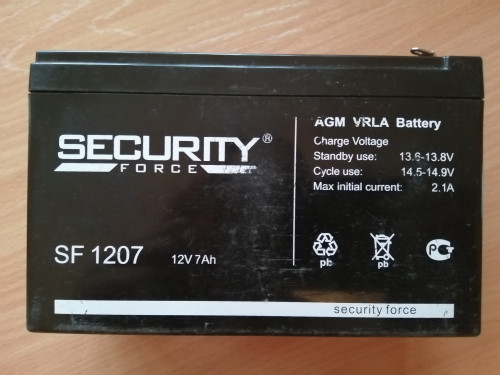 SECURITY®
FORCE
SF 1207
12V 7Ah
AGM VRLA Battery
Charge Voltage
Standby use: 13.6-13.8V
Cycle use: 14.5-14.9V
Max initial current: 2.1A
pb
pb
PG
security force